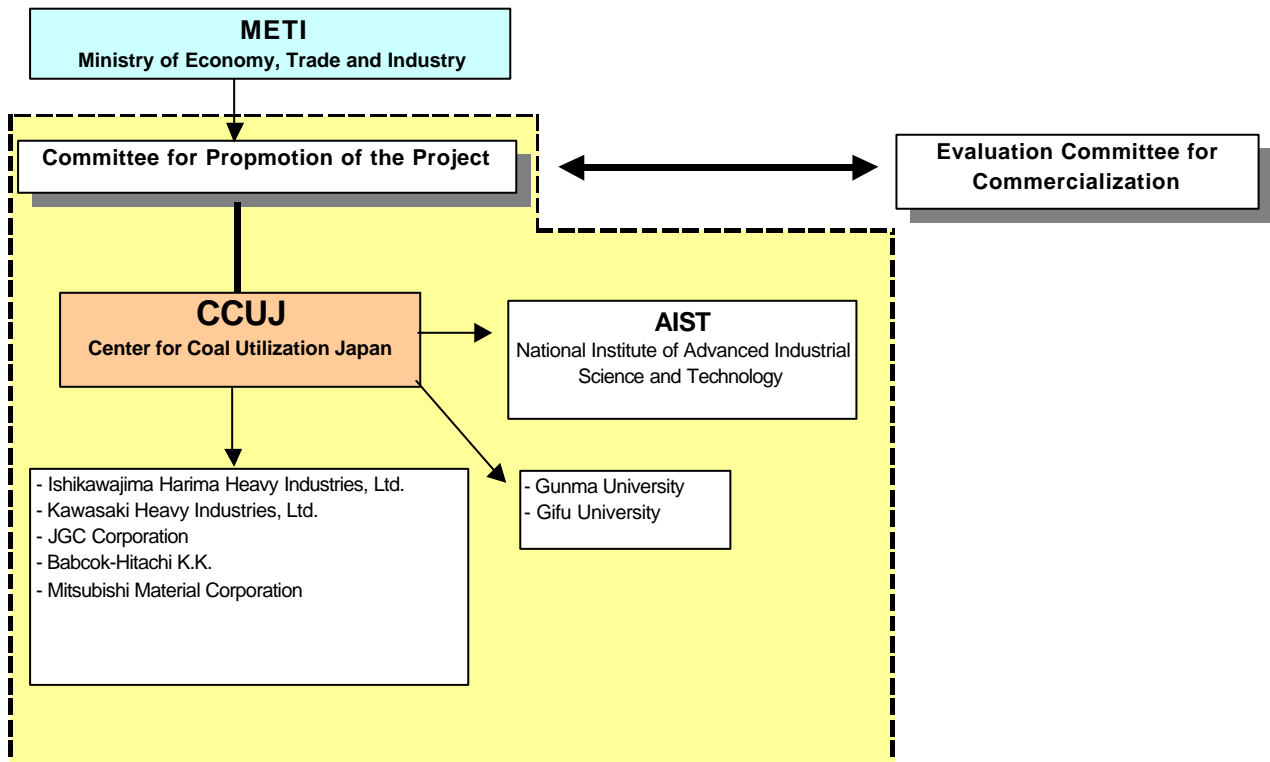 METI
Ministry of Economy, Trade and Industry
Committee for Propmotion of the Project
Evaluation Committee for
Commercialization
CCUJ
Center for Coal Utilization Japan
AIST
National Institute of Advanced Industrial
Science and Technology
- Ishikawajima Harima Heavy Industries, Ltd.
- Kawasaki Heavy Industries, Ltd.
- JGC Corporation
- Babcok-Hitachi K.K.
- Mitsubishi Material Corporation
- Gunma University
- Gifu University